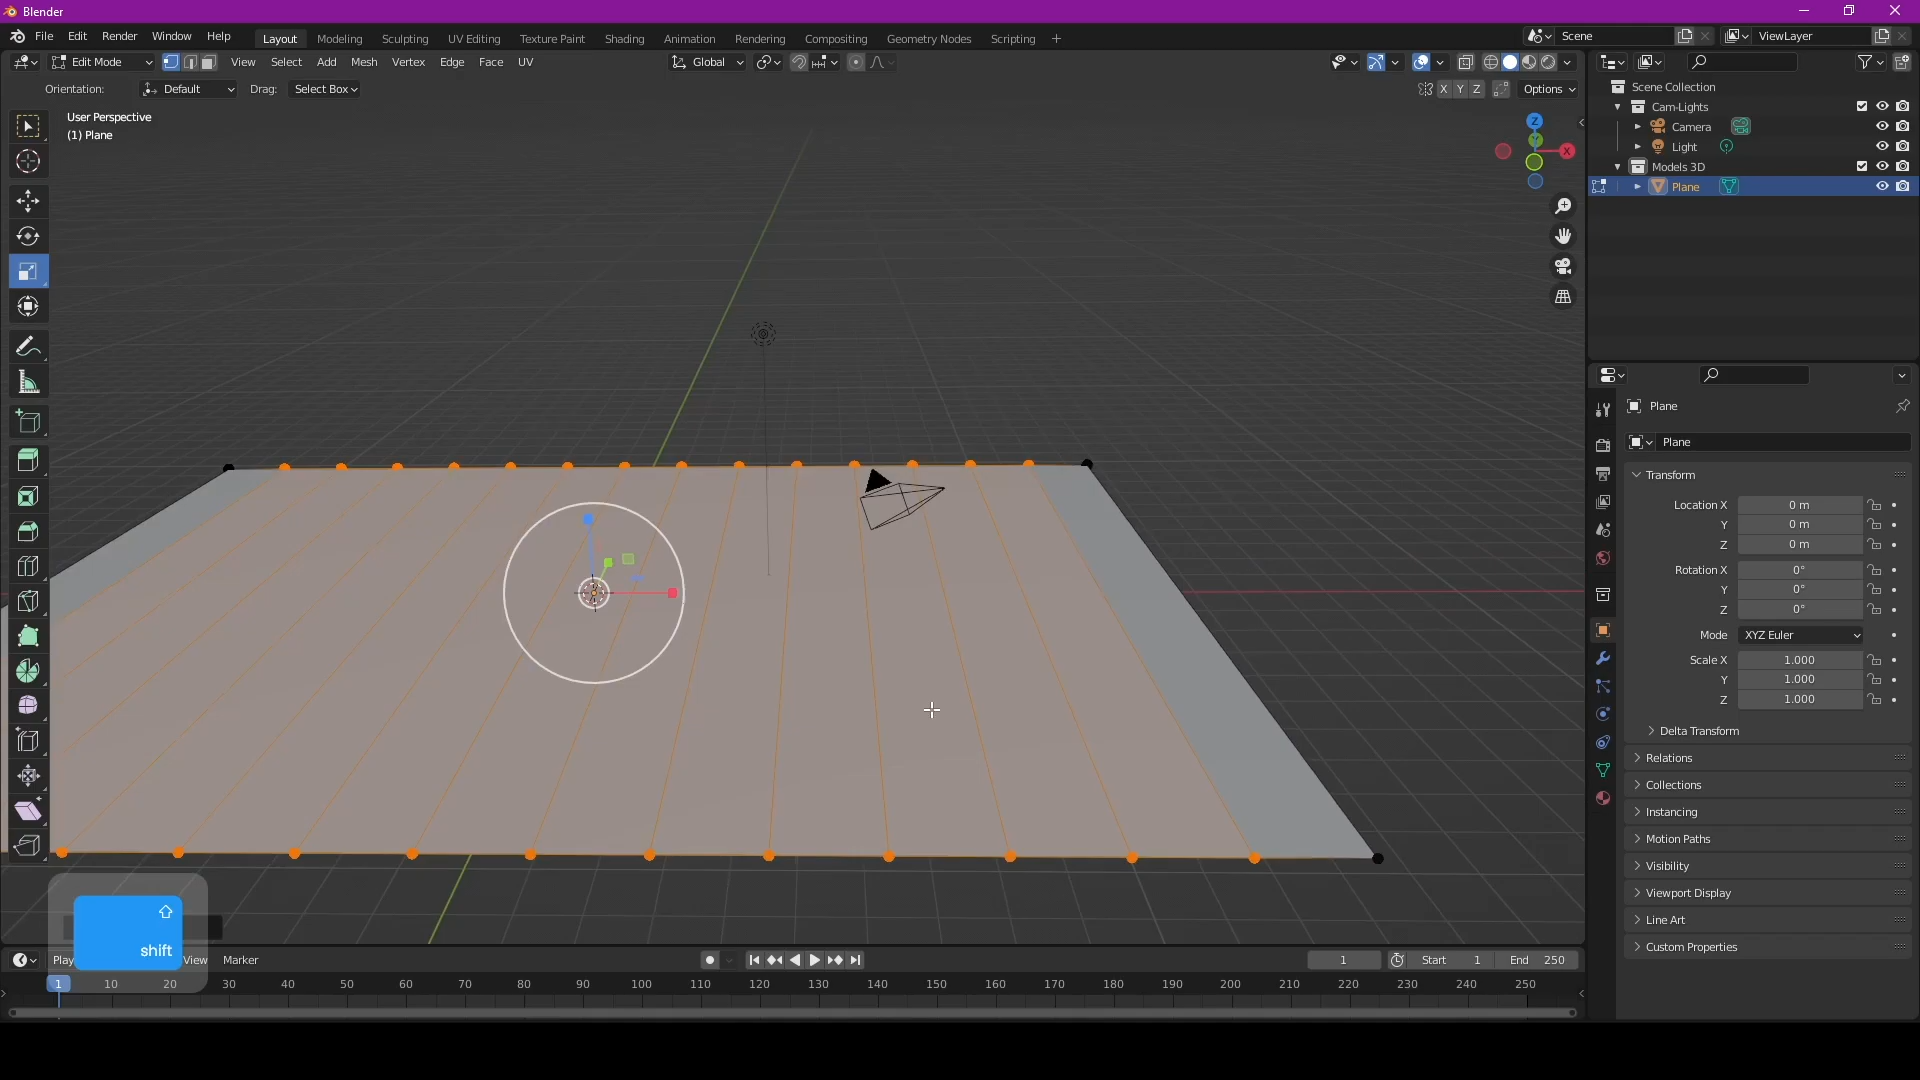 Blender
File Edit Render Window Help Layout Modeling Sculpting UV Editing Texture Paint Shading Animation Rendering Compositing Geometry Nodes Scripting + Scene ViewLayer
Edit Mode View Select Add Mesh Vertex Edge Face UV Global
Orientation: Default Drag: Select Box X Y Z Options
User Perspective
(1) Plane
Z
X
Scene Collection
Cam-Lights
Camera
Light
Models 3D
Plane
Plane
Plane
Transform
Location X 0 m
Y 0 m
Z 0 m
Rotation X 0°
Y 0°
Z 0°
Mode XYZ Euler
Scale X 1.000
Y 1.000
Z 1.000
Delta Transform
Relations
Collections
Instancing
Motion Paths
Visibility
Viewport Display
Line Art
Custom Properties
shift
Play View Marker 1 Start 1 End 250
1 10 20 30 40 50 60 70 80 90 100 110 120 130 140 150 160 170 180 190 200 210 220 230 240 250